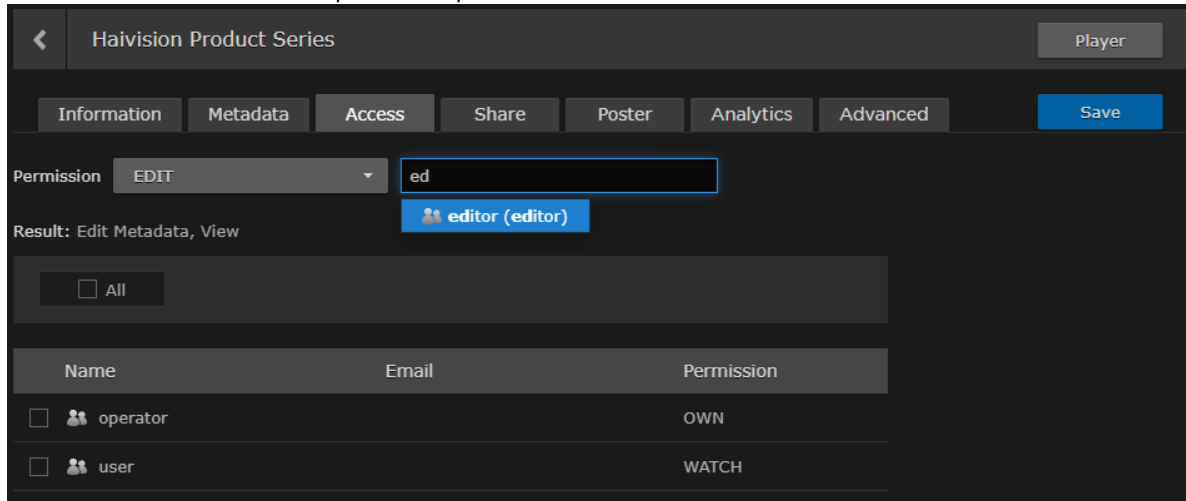 Haivision Product Series Player
Information Metadata Access Share Poster Analytics Advanced Save
Permission EDIT ed
editor (editor)
Result: Edit Metadata, View
All
Name Email Permission
operator OWN
user WATCH